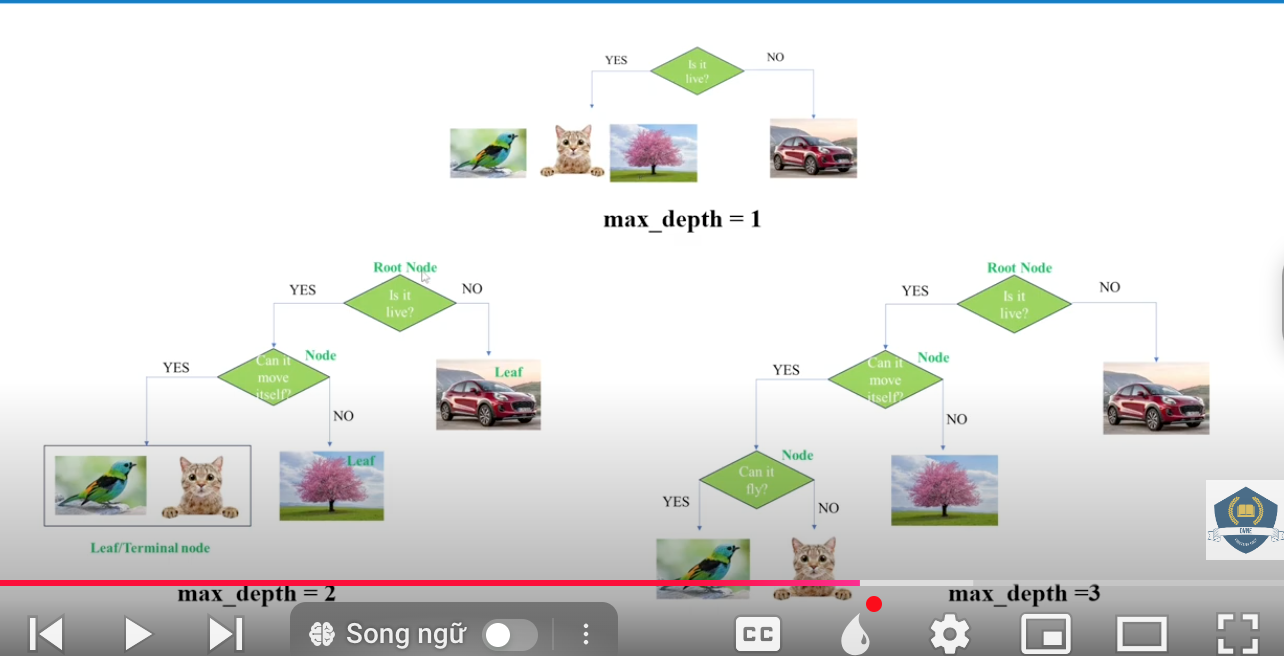 YES
Is it
live?
NO
max_depth = 1
Root Node
YES
Is it
live?
NO
YES
Can it
move
itself?
Node
NO
Leaf
Leaf
Leaf/Terminal node
max_depth = 2
Root Node
YES
Is it
live?
NO
YES
Can it
move
itself?
Node
NO
YES
Can it
fly?
Node
NO
max_depth =3
Song ngữ
CC